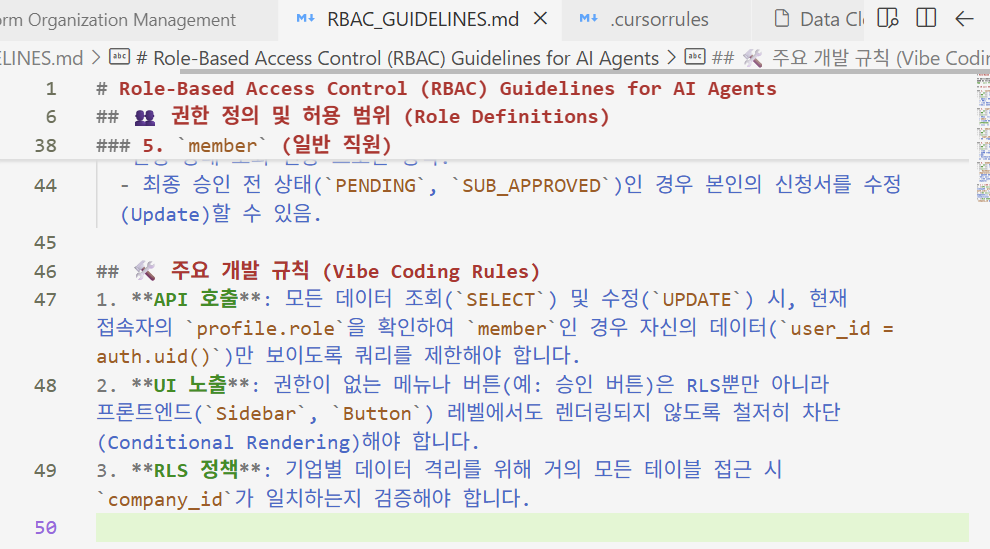 rm Organization Management RBAC_GUIDELINES.md .cursorrules Data Cl
ELINES.md > # Role-Based Access Control (RBAC) Guidelines for AI Agents > ## 🛠 주요 개발 규칙 (Vibe Codin
1 # Role-Based Access Control (RBAC) Guidelines for AI Agents
6 ## 👥 권한 정의 및 허용 범위 (Role Definitions)
38 ### 5. `member` (일반 직원)
44 - 최종 승인 전 상태(`PENDING`, `SUB_APPROVED`)인 경우 본인의 신청서를 수정
(Update)할 수 있음.
45
46 ## 🛠 주요 개발 규칙 (Vibe Coding Rules)
47 1. **API 호출**: 모든 데이터 조회(`SELECT`) 및 수정(`UPDATE`) 시, 현재
접속자의 `profile.role`을 확인하여 `member`인 경우 자신의 데이터(`user_id =
auth.uid()`)만 보이도록 쿼리를 제한해야 합니다.
48 2. **UI 노출**: 권한이 없는 메뉴나 버튼(예: 승인 버튼)은 RLS뿐만 아니라
프론트엔드(`Sidebar`, `Button`) 레벨에서도 렌더링되지 않도록 철저히 차단
(Conditional Rendering)해야 합니다.
49 3. **RLS 정책**: 기업별 데이터 격리를 위해 거의 모든 테이블 접근 시
`company_id`가 일치하는지 검증해야 합니다.
50